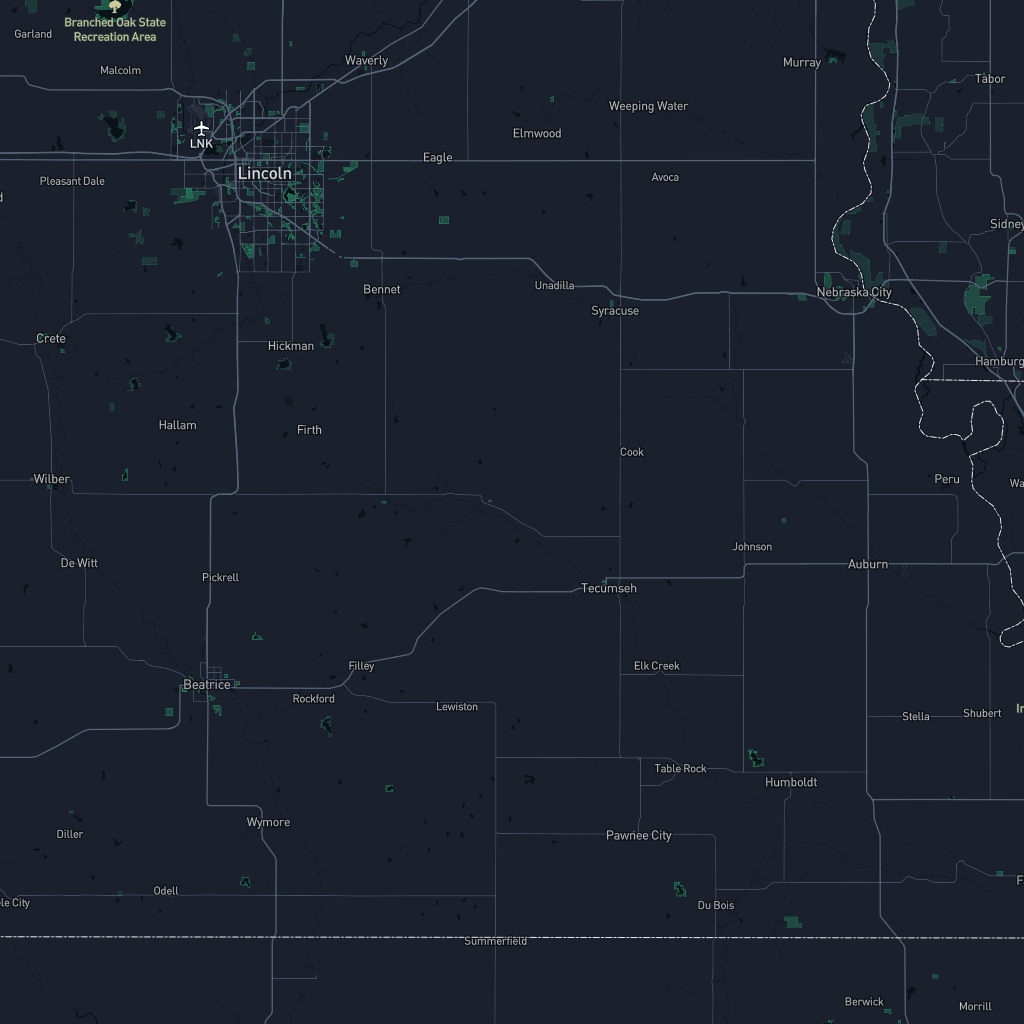 Branched Oak State
Recreation Area
Garland
Waverly
Murray
Malcolm
Tabor
Weeping Water
LNK
Elmwood
Eagle
Lincoln
Pleasant Dale
Avoca
d
Sidney
Bennet
Unadilla
Nebraska City
Syracuse
Crete
Hickman
Hamburg
Hallam
Firth
Cook
Wilber
Peru
Wa
De Witt
Johnson
Auburn
Pickrell
Tecumseh
Filley
Elk Creek
Beatrice
Rockford
Lewiston
Stella
Shubert
In
Table Rock
Humboldt
Wymore
Diller
Pawnee City
Odell
F
le City
Du Bois
Summerfield
Berwick
Morrill